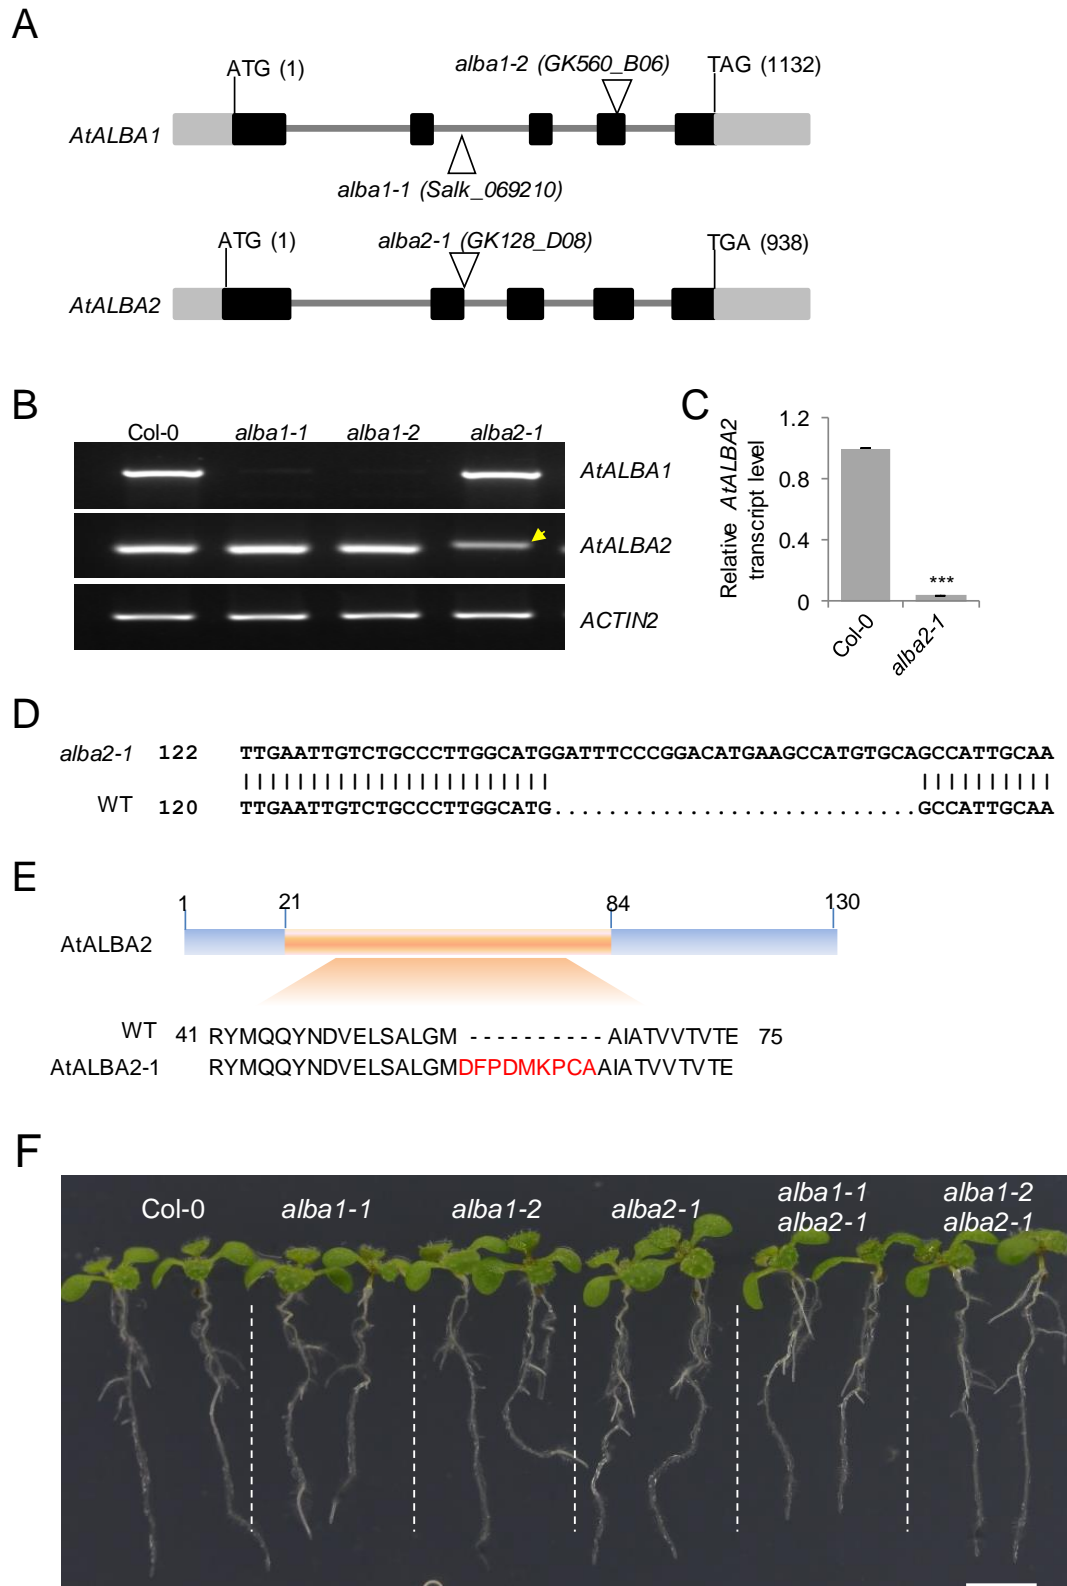 A
ATG (1)
alba1-2 (GK560_B06)
TAG (1132)
AtALBA1
alba1-1 (Salk_069210)
ATG (1)
alba2-1 (GK128_D08)
TGA (938)
AtALBA2
B
Col-0
alba1-1
alba1-2
alba2-1
AtALBA1
AtALBA2
ACTIN2
C
Relative AtALBA2
transcript level
1.2
0.8
0.4
0
***
Col-0
alba2-1
D
alba2-1 122 TTGAATTGTCTGCCCTTGGCATGGATTTCCCGGACATGAAGCCATGTGCAGCCATTGCAA
WT 120 TTGAATTGTCTGCCCTTGGCATG...........................GCCATTGCAA
E
1
21
84
130
AtALBA2
WT 41 RYMQQYNDVELSALGM ---------- AIATVVTVTE 75
AtALBA2-1 RYMQQYNDVELSALGMDFPDMKPCAAIATVVTVTE
F
Col-0
alba1-1
alba1-2
alba2-1
alba1-1
alba2-1
alba1-2
alba2-1